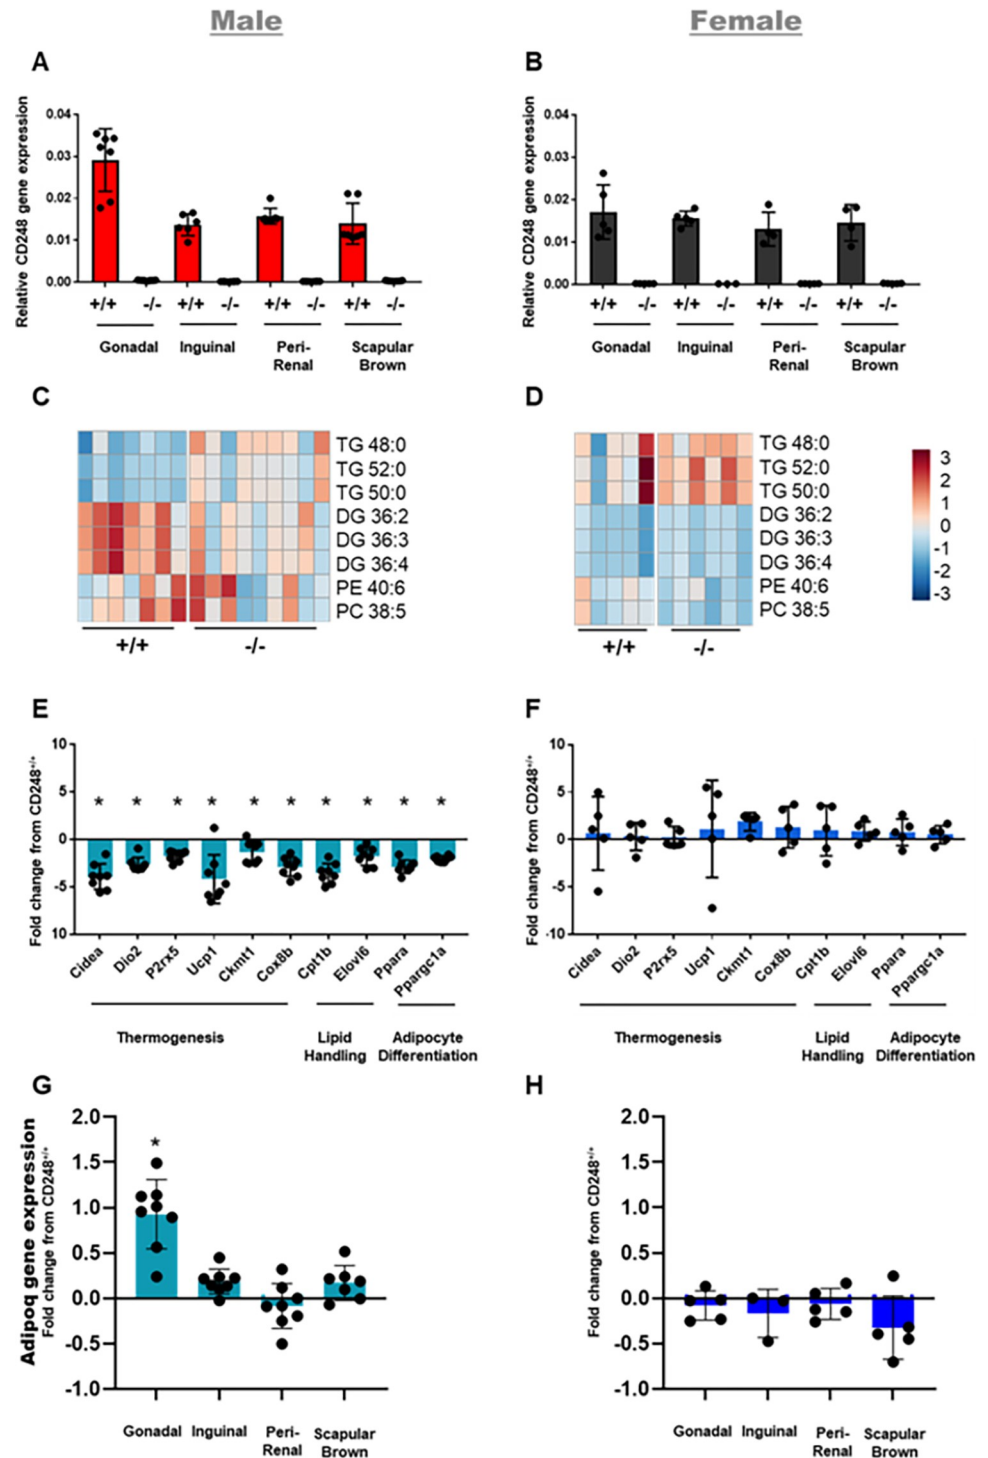 Male
Female
A
B
Relative CD248 gene expression
0.04
0.03
0.02
0.01
0.00
+/+ -/- +/+ -/- +/+ -/- +/+ -/-
Gonadal Inguinal Peri-Renal Scapular Brown
Relative CD248 gene expression
0.04
0.03
0.02
0.01
0.00
+/+ -/- +/+ -/- +/+ -/- +/+ -/-
Gonadal Inguinal Peri-Renal Scapular Brown
C
D
TG 48:0
TG 52:0
TG 50:0
DG 36:2
DG 36:3
DG 36:4
PE 40:6
PC 38:5
+/+ -/-
TG 48:0
TG 52:0
TG 50:0
DG 36:2
DG 36:3
DG 36:4
PE 40:6
PC 38:5
+/+ -/-
3
2
1
0
-1
-2
-3
E
F
Fold change from CD248+/+
10
5
0
-5
10
* * * * * * * * * *
Cidea Dio2 P2rx5 Ucp1 Ckmt1 Cox8b Cpt1b Elovl6 Ppara Ppargc1a
Thermogenesis
Lipid Handling
Adipocyte Differentiation
Fold change from CD248+/+
10
5
0
-5
-10
Cidea Dio2 P2rx5 Ucp1 Ckmt1 Cox8b Cpt1b Elovl6 Ppara Ppargc1a
Thermogenesis
Lipid Handling
Adipocyte Differentiation
G
H
Adipoq gene expression
Fold change from CD248+/+
2.0
1.5
1.0
0.5
0.0
-0.5
-1.0
*
Gonadal Inguinal Peri-Renal Scapular Brown
Fold change from CD248+/+
2.0
1.5
1.0
0.5
0.0
-0.5
-1.0
Gonadal Inguinal Peri-Renal Scapular Brown